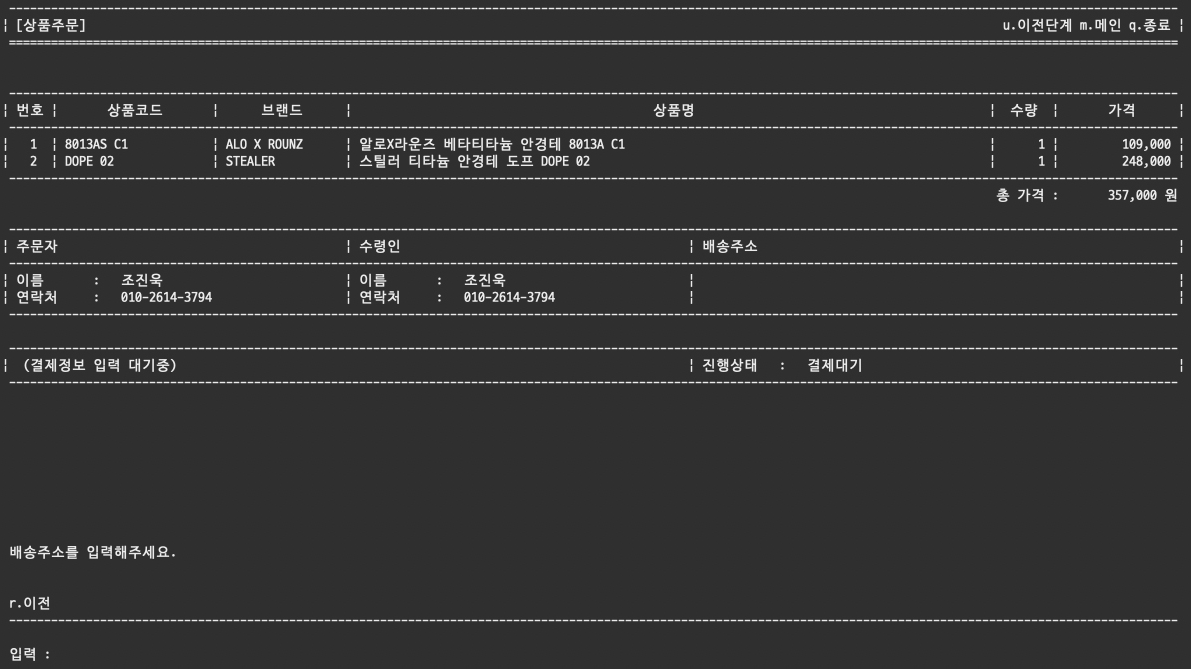 [상품주문] u.이전단계 m.메인 q.종료
번호 | 상품코드 | 브랜드 | 상품명 | 수량 | 가격
1 | 8013AS C1 | ALO X ROUNZ | 알로X라운즈 베타티타늄 안경테 8013A C1 | 1 | 109,000
2 | DOPE 02 | STEALER | 스틸러 티타늄 안경테 도프 DOPE 02 | 1 | 248,000
총 가격 : 357,000 원
주문자 | 수령인 | 배송주소
이름 : 조진욱 | 이름 : 조진욱 |
연락처 : 010-2614-3794 | 연락처 : 010-2614-3794 |
(결제정보 입력 대기중) | 진행상태 : 결제대기
배송주소를 입력해주세요.
r.이전
입력 :